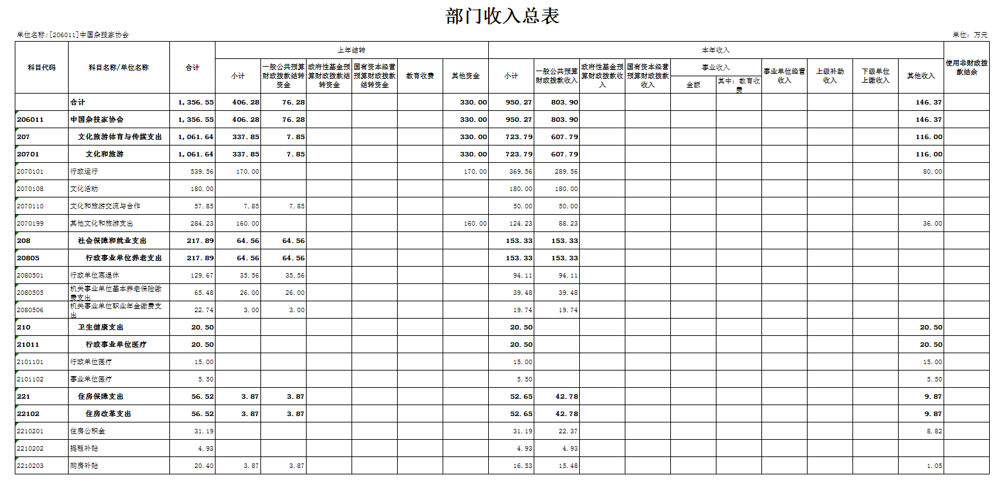 部门收入总表
单位名称:[206011]中国杂技家协会 单位：万元
科目代码 科目名称/单位名称 合计 上年结转 本年收入 使用非财政拨款结余
小计 一般公共预算财政拨款结转资金 政府性基金预算财政拨款结转资金 国有资本经营预算财政拨款结转资金 教育收费 其他资金 小计 一般公共预算财政拨款收入 政府性基金预算财政拨款收入 国有资本经营预算财政拨款收入 事业收入 事业单位经营收入 上级补助收入 下级单位上缴收入 其他收入
金额 其中：教育收费
合计 1,356.55 406.28 76.28 330.00 950.27 803.90 146.37
206011 中国杂技家协会 1,356.55 406.28 76.28 330.00 950.27 803.90 146.37
207 文化旅游体育与传媒支出 1,061.64 337.85 7.85 330.00 723.79 607.79 116.00
20701 文化和旅游 1,061.64 337.85 7.85 330.00 723.79 607.79 116.00
2070101 行政运行 539.56 170.00 170.00 369.56 289.56 80.00
2070108 文化活动 180.00 180.00 180.00
2070110 文化和旅游交流与合作 57.85 7.85 7.85 50.00 50.00
2070199 其他文化和旅游支出 284.23 160.00 160.00 124.23 88.23 36.00
208 社会保障和就业支出 217.89 64.56 64.56 153.33 153.33
20805 行政事业单位养老支出 217.89 64.56 64.56 153.33 153.33
2080501 行政单位离退休 129.67 35.56 35.56 94.11 94.11
2080505 机关事业单位基本养老保险缴费支出 65.48 26.00 26.00 39.48 39.48
2080506 机关事业单位职业年金缴费支出 22.74 3.00 3.00 19.74 19.74
210 卫生健康支出 20.50 20.50 20.50
21011 行政事业单位医疗 20.50 20.50 20.50
2101101 行政单位医疗 15.00 15.00 15.00
2101102 事业单位医疗 5.50 5.50 5.50
221 住房保障支出 56.52 3.87 3.87 52.65 42.78 9.87
22102 住房改革支出 56.52 3.87 3.87 52.65 42.78 9.87
2210201 住房公积金 31.19 31.19 22.37 8.82
2210202 提租补贴 4.93 4.93 4.93
2210203 购房补贴 20.40 3.87 3.87 16.53 15.48 1.05